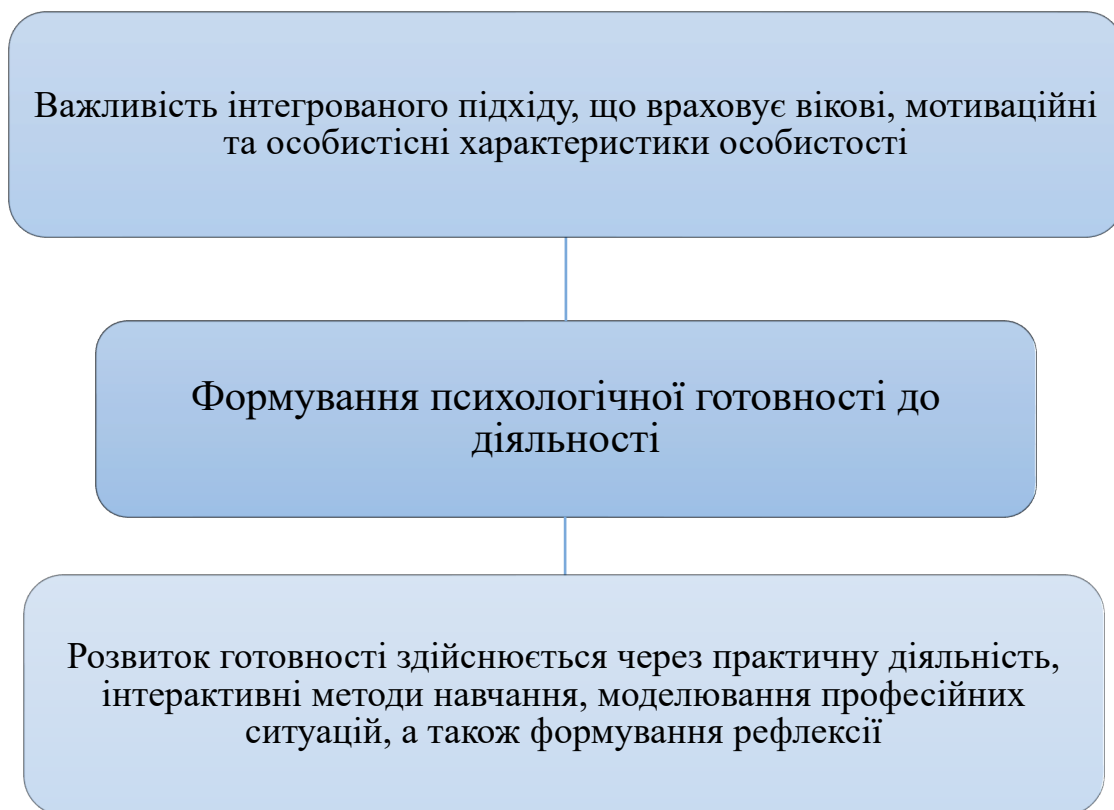 Важливість інтегрованого підходу, що враховує вікові, мотиваційні
та особистісні характеристики особистості
Формування психологічної готовності до
діяльності
Розвиток готовності здійснюється через практичну діяльність,
інтерактивні методи навчання, моделювання професійних
ситуацій, а також формування рефлексії